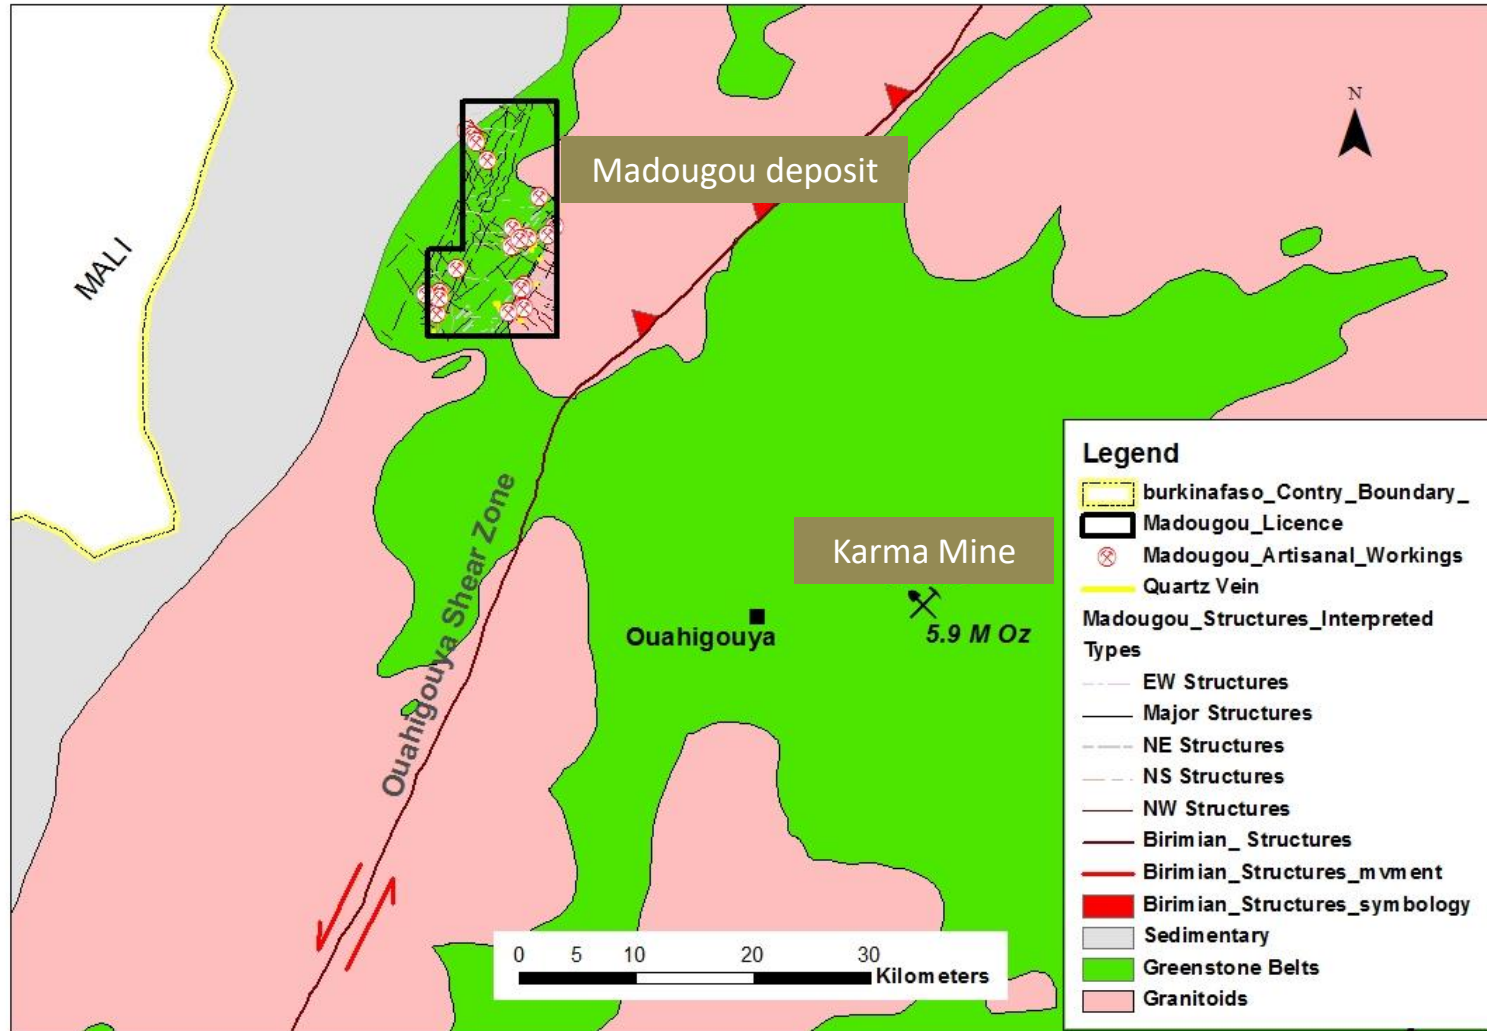 N
Madougou deposit
MALI
Ouahigouya Shear Zone
Karma Mine
Ouahigouya
5.9 M Oz
0 5 10 20 30
Kilometers
Legend
burkinafaso_Contry_Boundary_
Madougou_Licence
Madougou_Artisanal_Workings
Quartz Vein
Madougou_Structures_Interpreted
Types
EW Structures
Major Structures
NE Structures
NS Structures
NW Structures
Birimian_ Structures
Birimian_Structures_mvment
Birimian_Structures_symbology
Sedimentary
Greenstone Belts
Granitoids